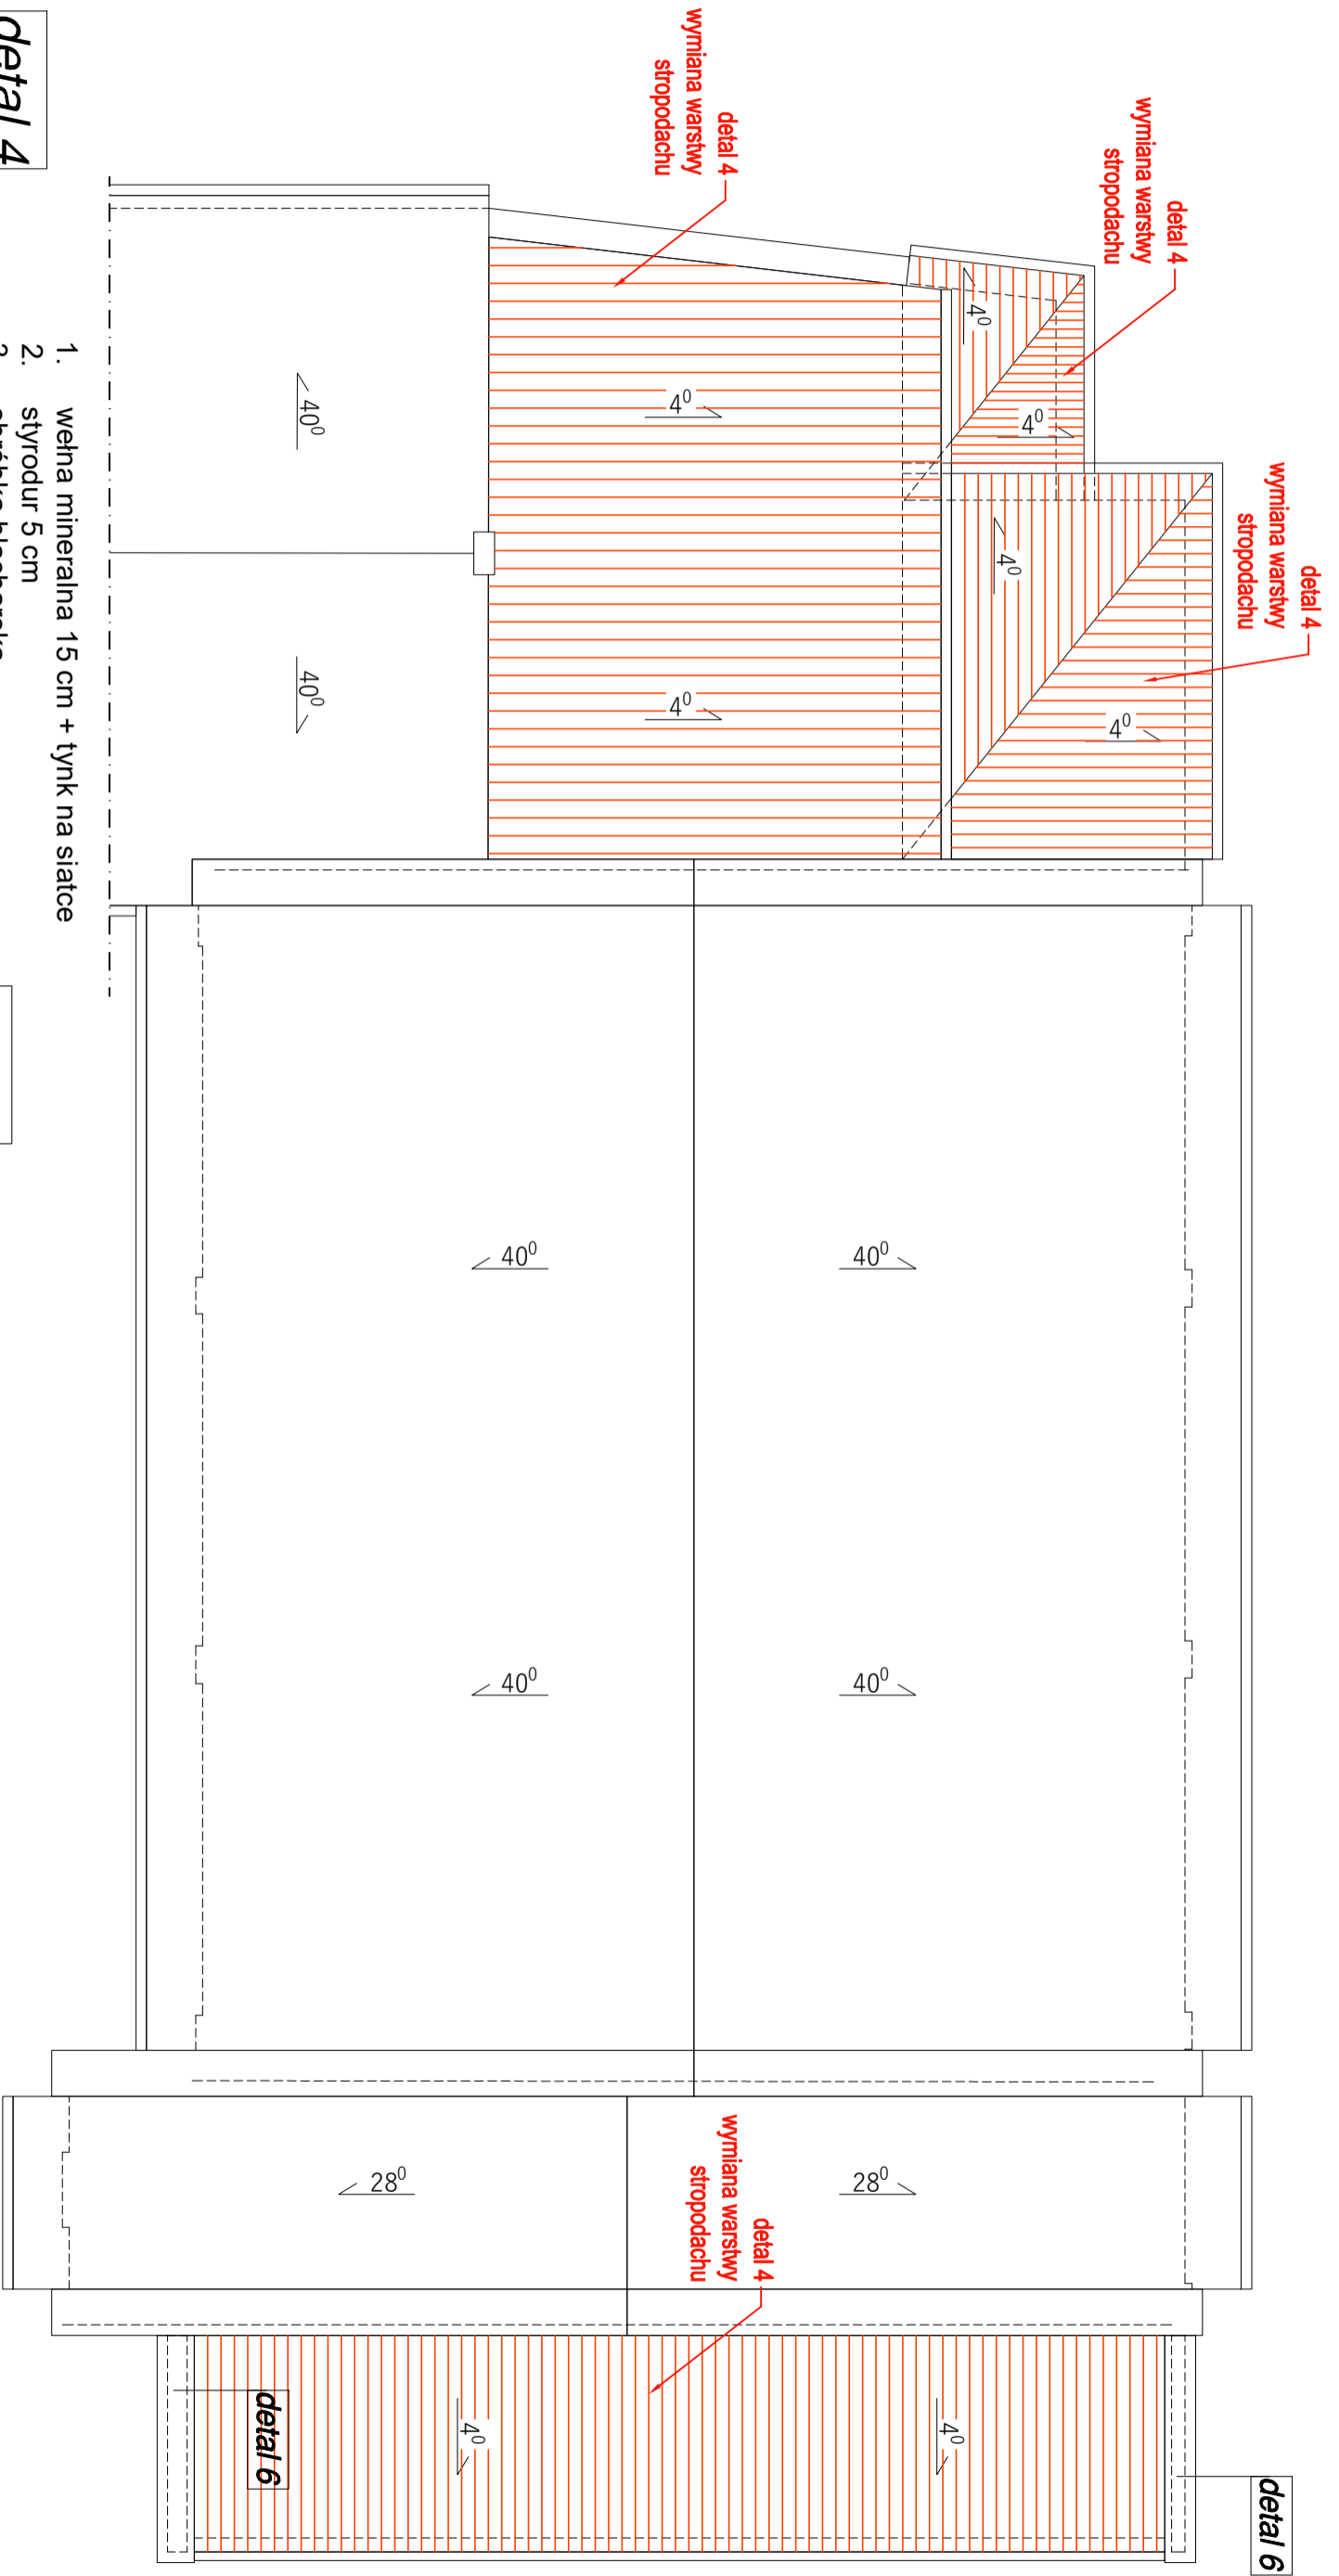 detal 4
wymiana warstwy
stropodachu
detal 4
wymiana warstwy
stropodachu
detal 4
wymiana warstwy
stropodachu
4⁰
4⁰
4⁰
4⁰
4⁰
4⁰
40⁰
40⁰
40⁰
40⁰
40⁰
40⁰
28⁰
28⁰
detal 4
wymiana warstwy
stropodachu
4⁰
4⁰
detal 6
detal 6
detal 4
1. wełna mineralna 15 cm + tynk na siatce
2. styrodur 5 cm